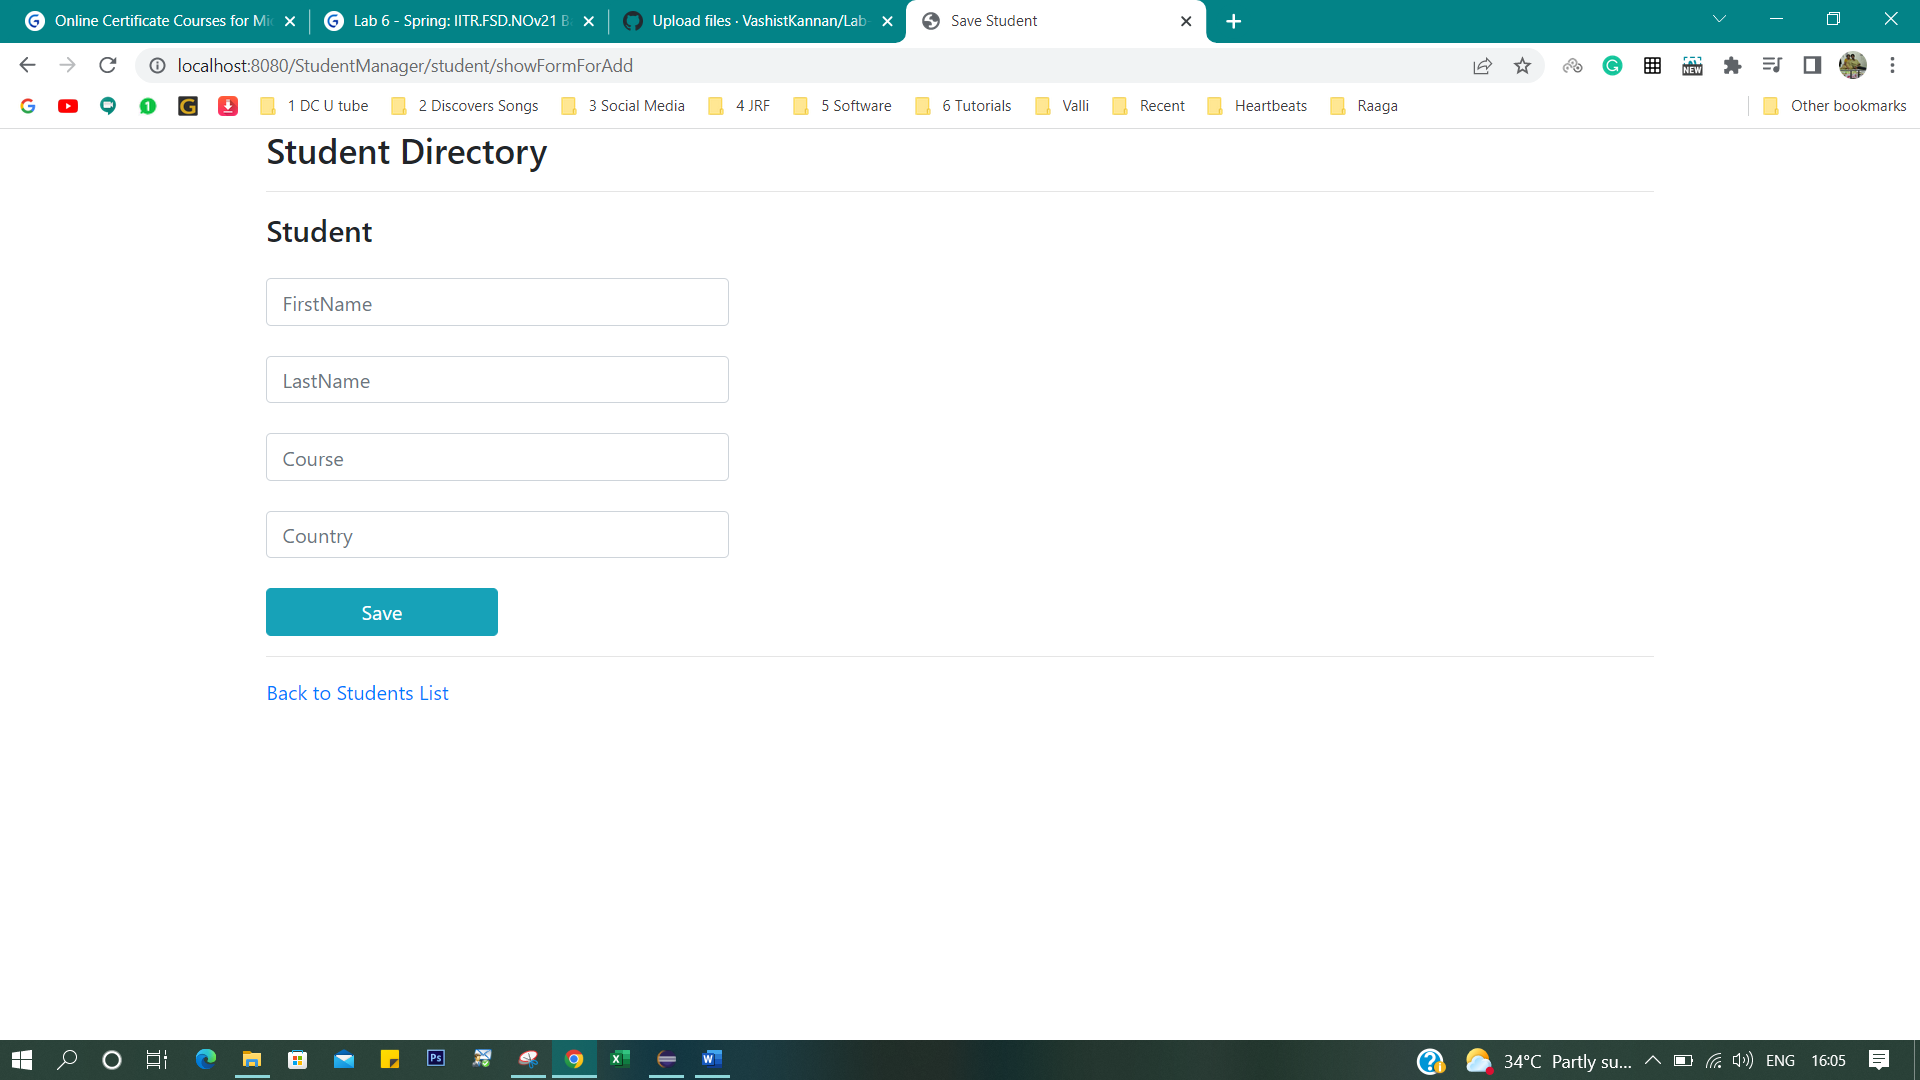 Online Certificate Courses for Mic
Lab 6 - Spring: IITR.FSD.NOv21 B
Upload files · VashistKannan/Lab-
Save Student
localhost:8080/StudentManager/student/showFormForAdd
NEW
1 DC U tube
2 Discovers Songs
3 Social Media
4 JRF
5 Software
6 Tutorials
Valli
Recent
Heartbeats
Raaga
Other bookmarks
Student Directory
Student
FirstName
LastName
Course
Country
Save
Back to Students List
34°C Partly su...
ENG
16:05